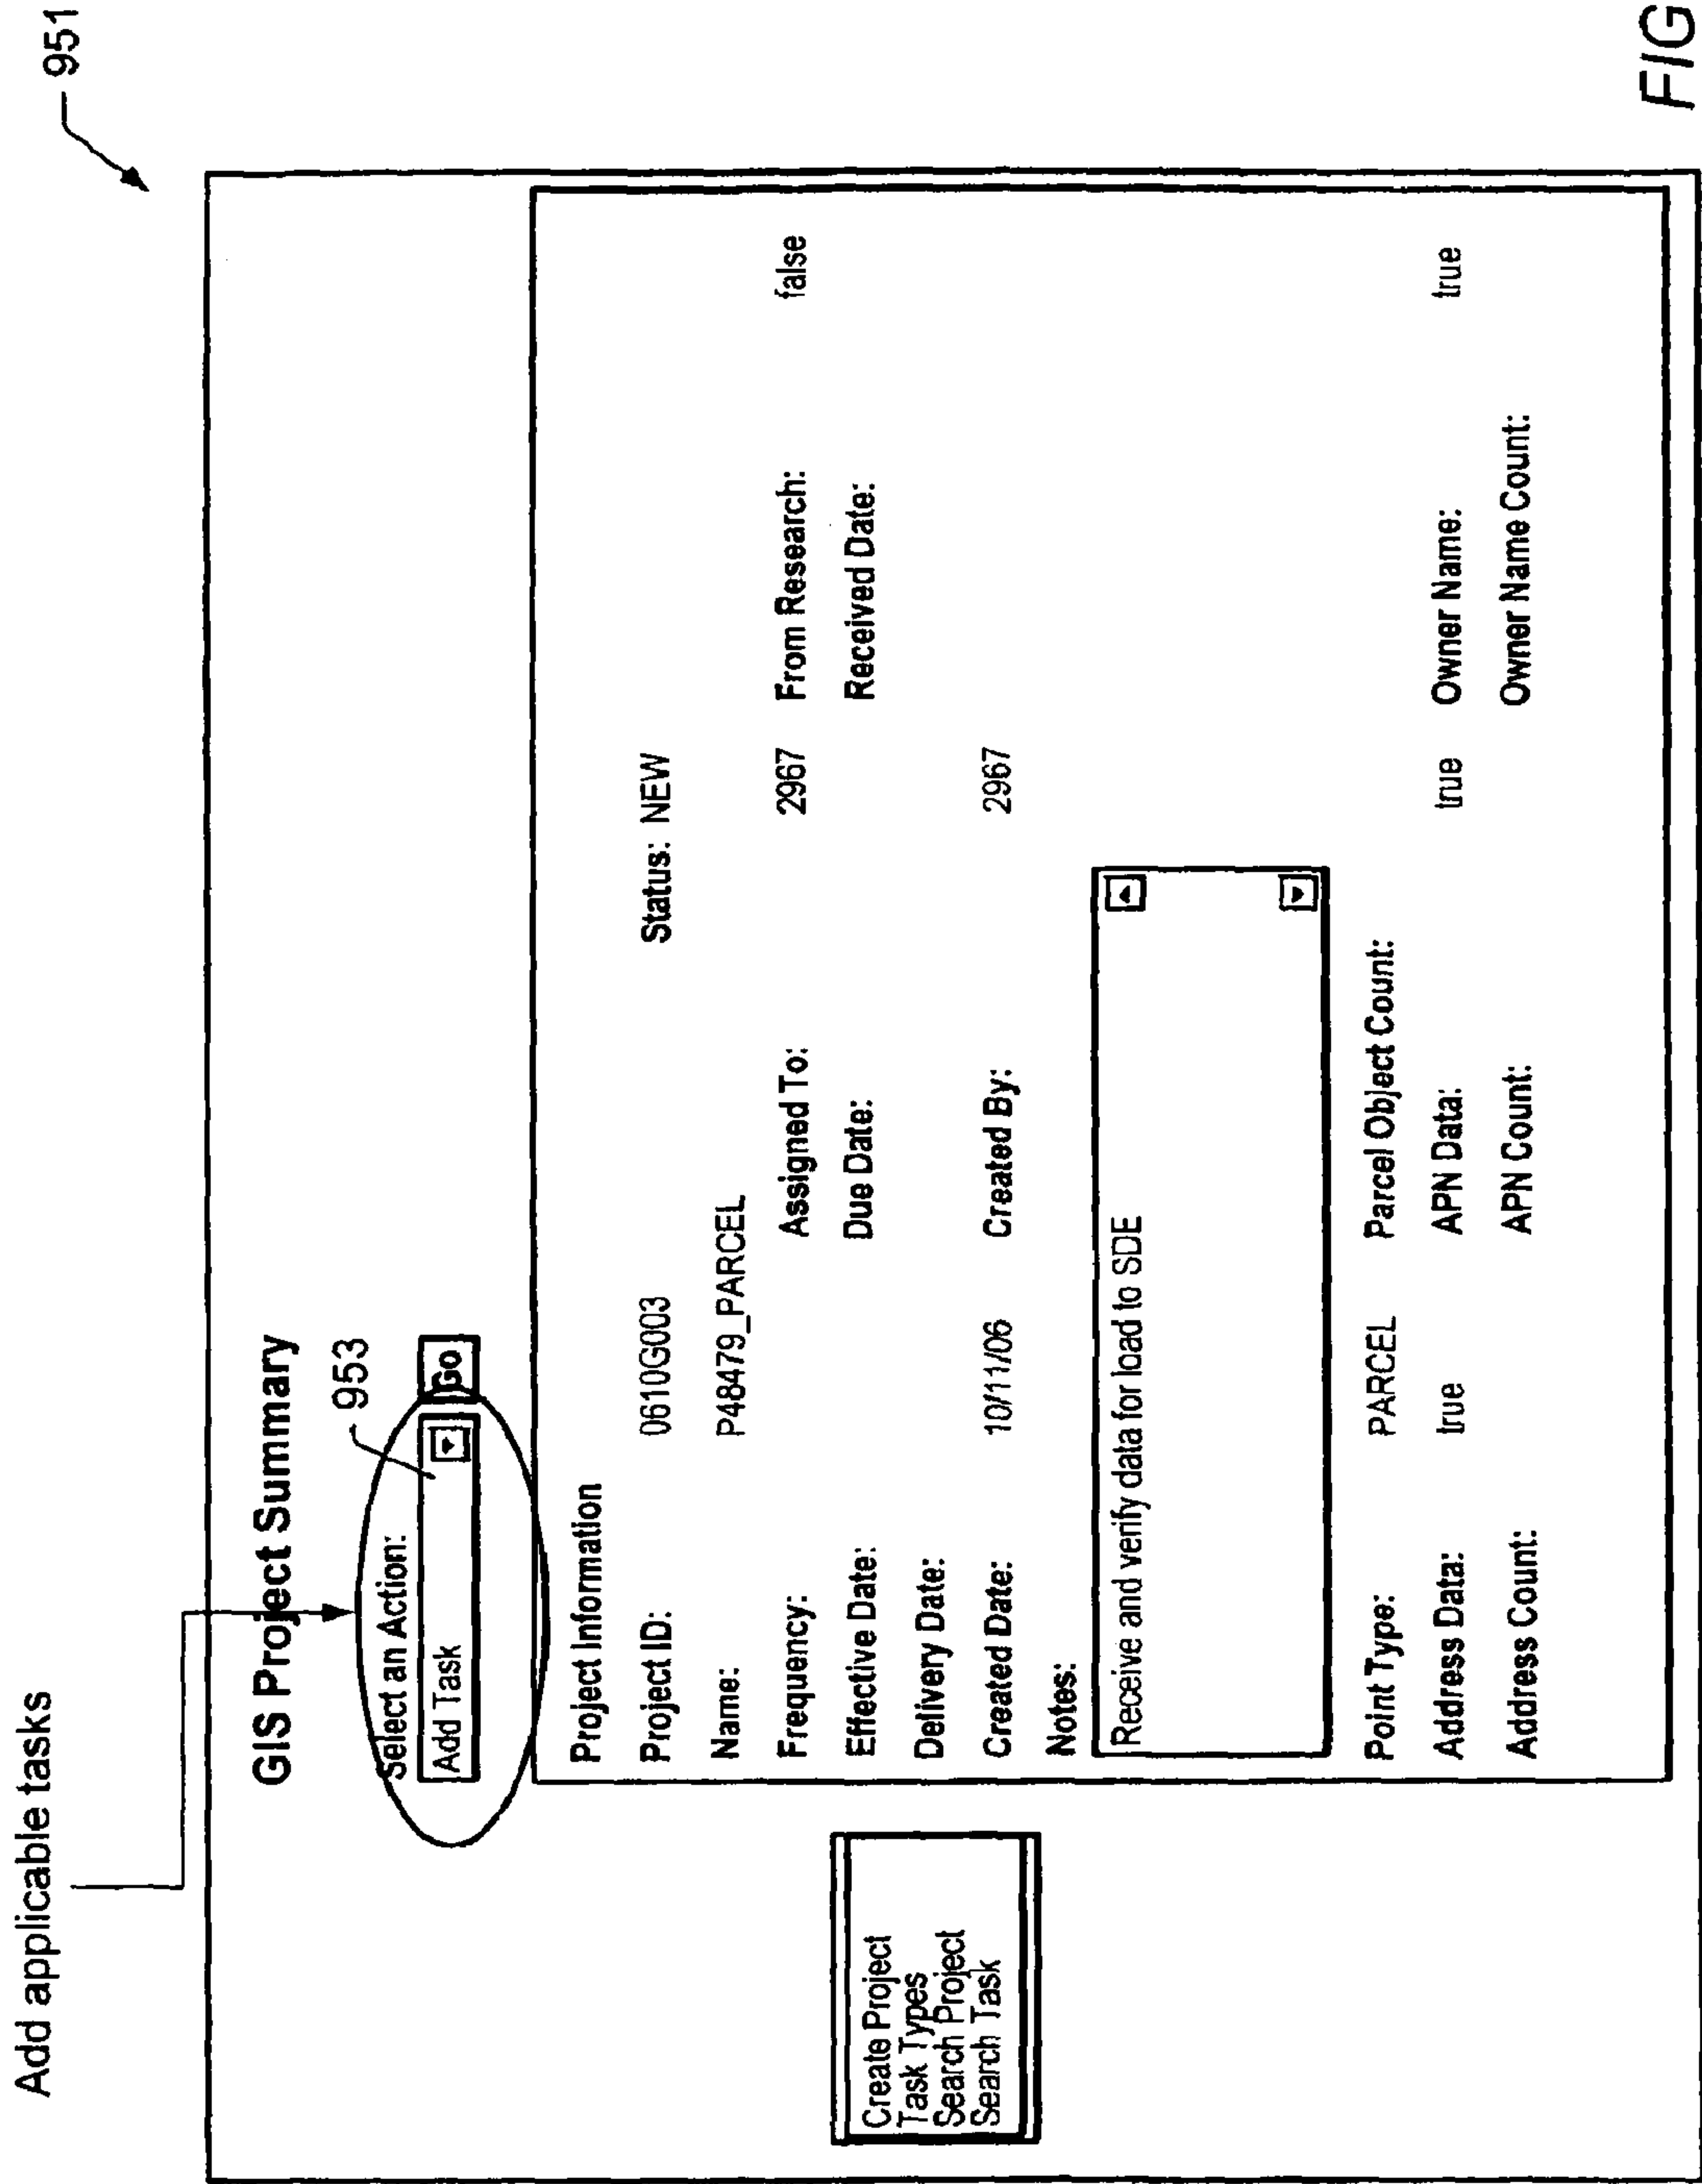 Add applicable tasks
951
GIS Project Summary
953
Select an Action:
Add Task Go
Create Project
Task Types
Search Project
Search Task
Project Information
Project ID: 0610G003 Status: NEW
Name: P48479_PARCEL
Frequency: Assigned To: 2967 From Research: false
Effective Date: Due Date: Received Date:
Delivery Date:
Created Date: 10/11/06 Created By: 2967
Notes:
Receive and verify data for load to SDE
Point Type: PARCEL Parcel Object Count:
Address Data: true APN Data: true Owner Name: true
Address Count: APN Count: Owner Name Count:
FIG